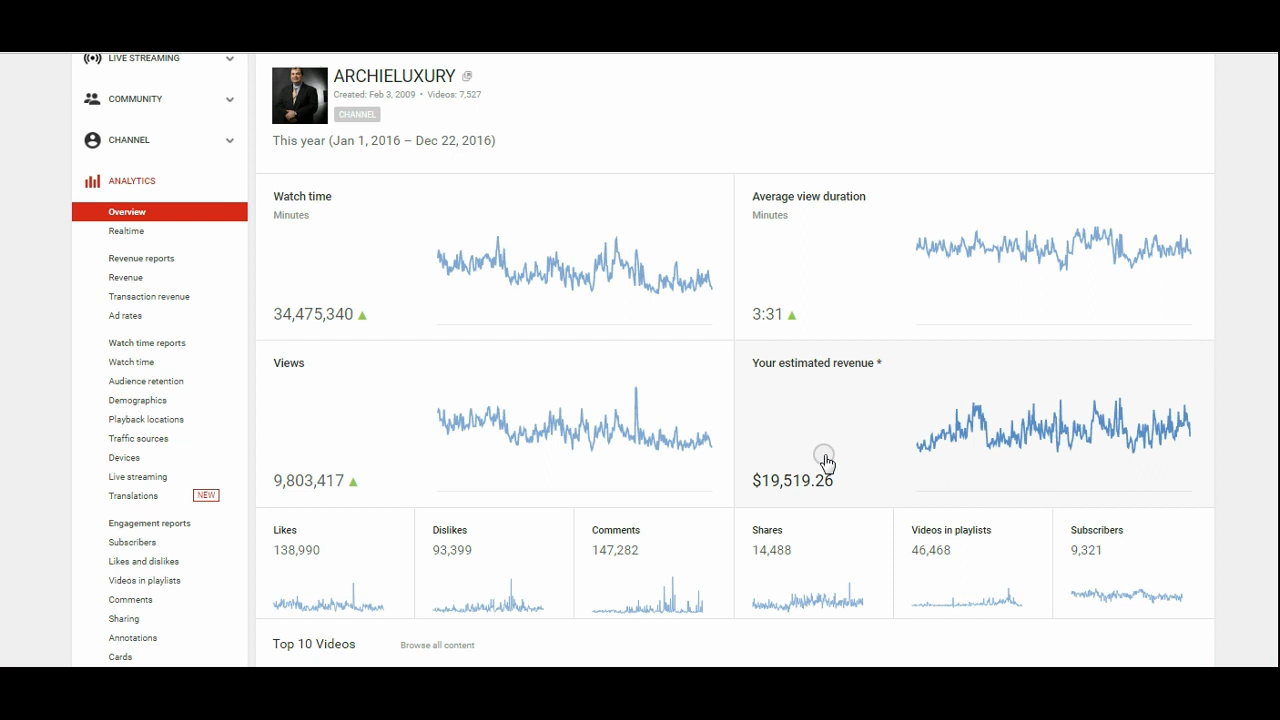 LIVE STREAMING
COMMUNITY
CHANNEL
ANALYTICS
Overview
Realtime
Revenue reports
Revenue
Transaction revenue
Ad rates
Watch time reports
Watch time
Audience retention
Demographics
Playback locations
Traffic sources
Devices
Live streaming
Translations NEW
Engagement reports
Subscribers
Likes and dislikes
Videos in playlists
Comments
Sharing
Annotations
Cards
ARCHIELUXURY
Created: Feb 3, 2009 • Videos: 7,527
CHANNEL
This year (Jan 1, 2016 – Dec 22, 2016)
Watch time
Minutes
34,475,340
Average view duration
Minutes
3:31
Views
9,803,417
Your estimated revenue *
$19,519.26
Likes
138,990
Dislikes
93,399
Comments
147,282
Shares
14,488
Videos in playlists
46,468
Subscribers
9,321
Top 10 Videos Browse all content